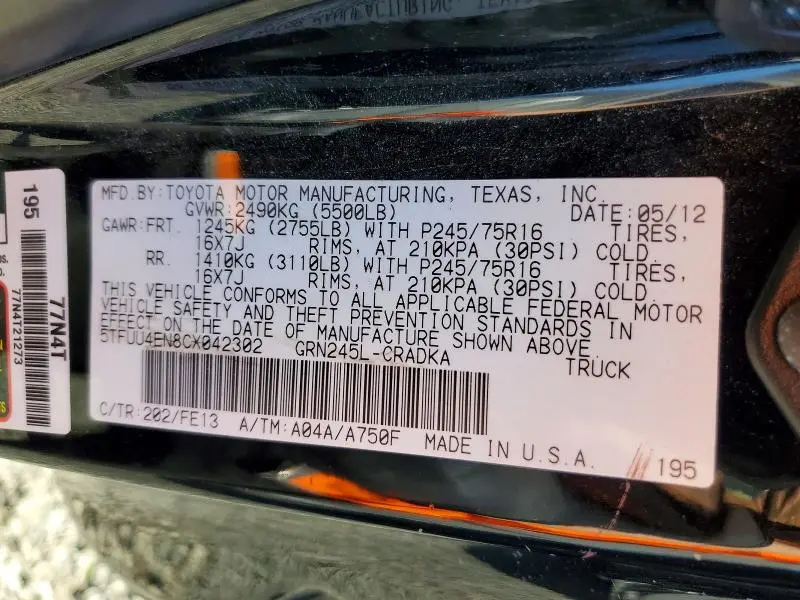 MFD.BY:TOYOTA MOTOR MANUFACTURING, TEXAS, INC.
GVWR:2490KG (5500LB) DATE:05/12
GAWR:FRT. 1245KG (2755LB) WITH P245/75R16 TIRES,
16X7J RIMS, AT 210KPA (30PSI) COLD
RR. 1410KG (3110LB) WITH P245/75R16 TIRES,
16X7J RIMS, AT 210KPA (30PSI) COLD
THIS VEHICLE CONFORMS TO ALL APPLICABLE FEDERAL MOTOR
VEHICLE SAFETY AND THEFT PREVENTION STANDARDS IN
EFFECT ON THE DATE OF MANUFACTURE SHOWN ABOVE.
5TFUU4EN8CX042302 GRN245L-CRADKA TRUCK
C/TR:202/FE13 A/TM:A04A/A750F MADE IN U.S.A. 195
195
77N4T
77N4T121273